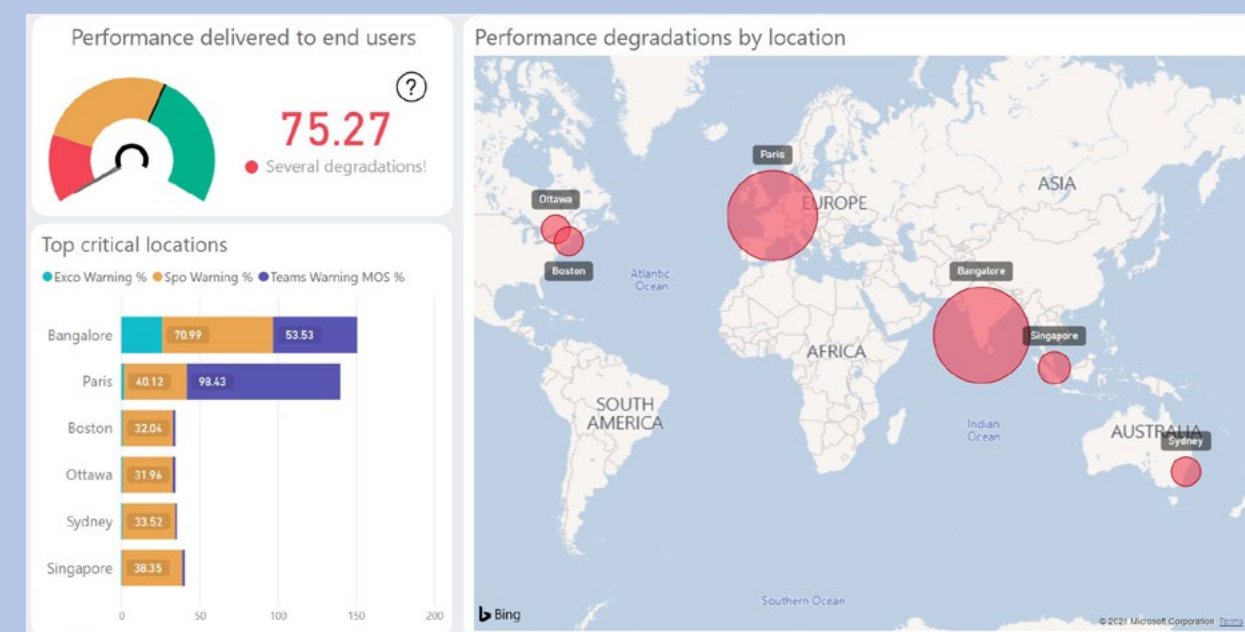 Performance delivered to end users
?
75.27
Several degradations!
Top critical locations
Exco Warning % Spo Warning % Teams Warning MOS %
Bangalore 70.99 53.53
Paris 40.12 98.43
Boston 32.04
Ottawa 31.96
Sydney 33.52
Singapore 38.35
0 50 100 150 200
Performance degradations by location
Paris
ASIA
Ottawa
EUROPE
Boston
Atlantic
Ocean
Bangalore
Singapore
AFRICA
SOUTH
AMERICA
Indian
Ocean
AUSTRALIA
Sydney
Southern Ocean
Bing
© 2021 Microsoft Corporation Terms